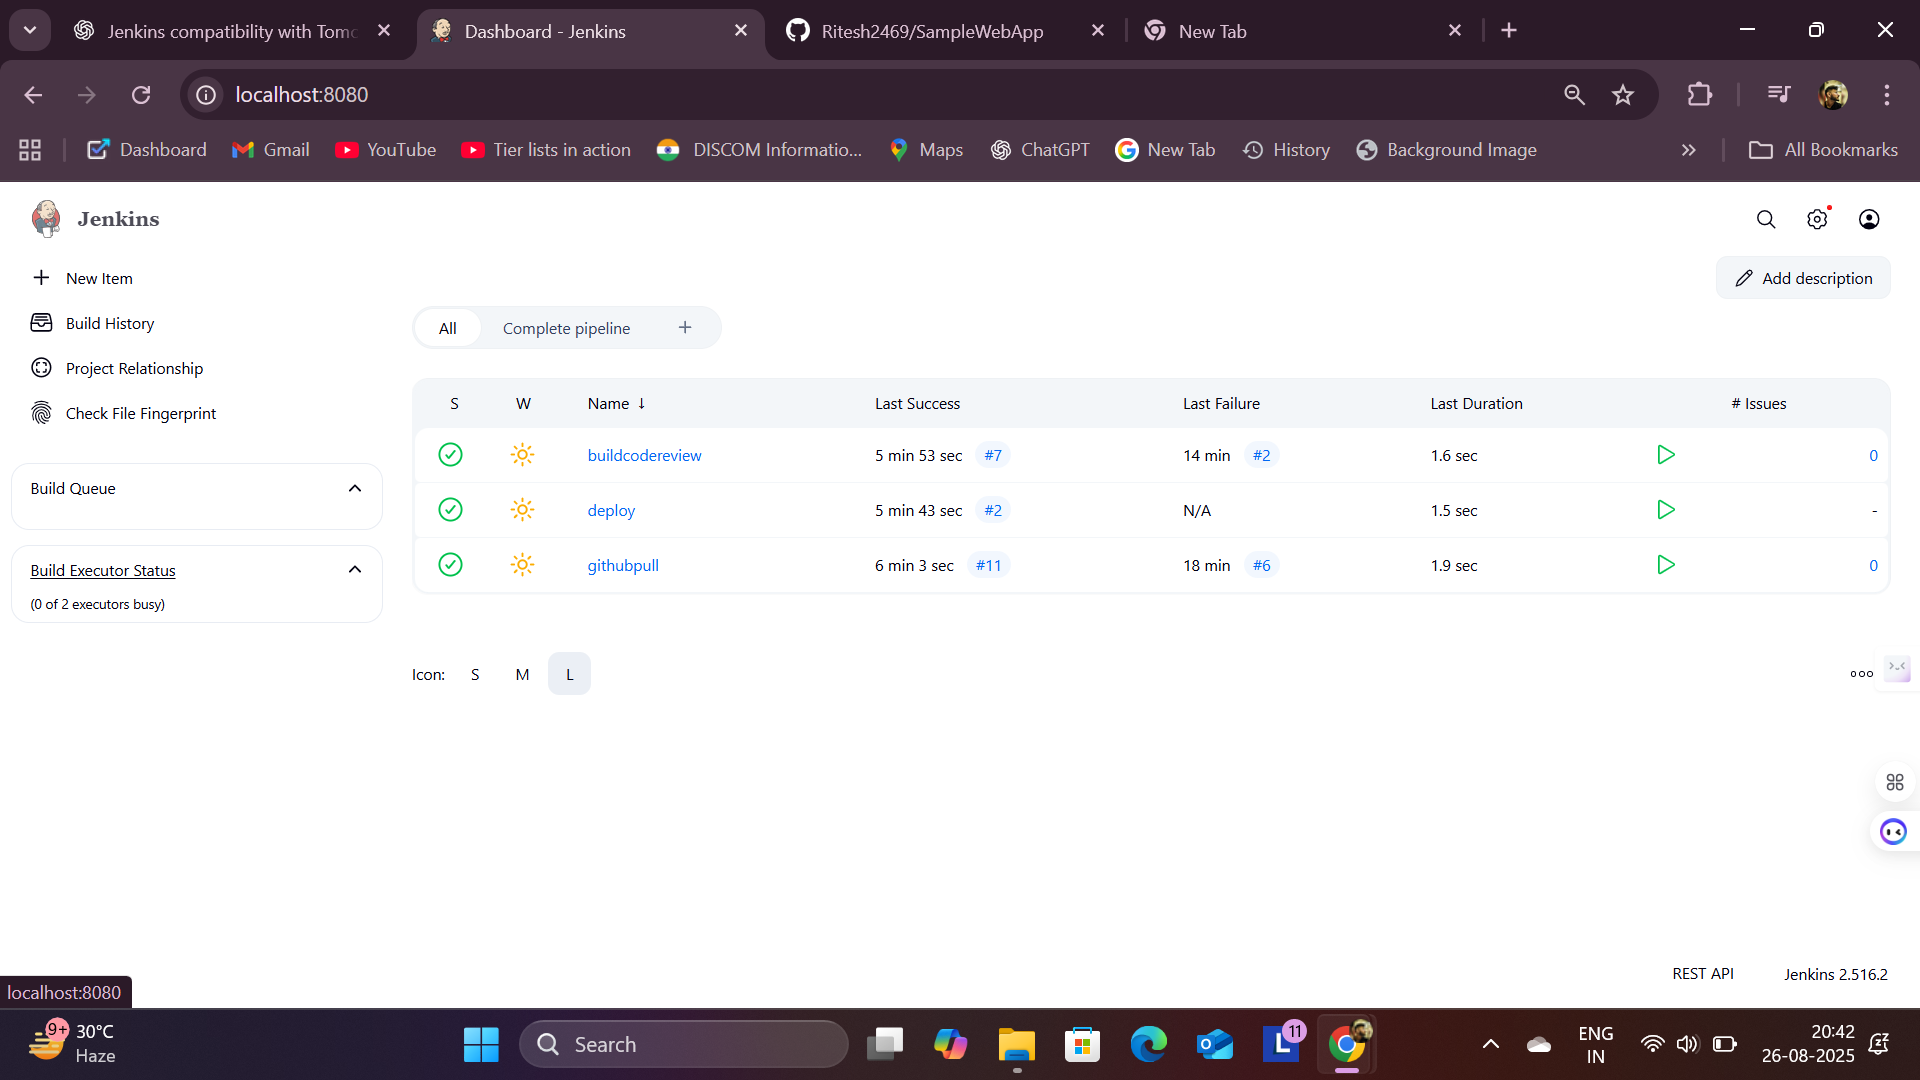 Jenkins compatibility with Tomc
Dashboard - Jenkins
Ritesh2469/SampleWebApp
New Tab
localhost:8080
Dashboard
Gmail
YouTube
Tier lists in action
DISCOM Informatio...
Maps
ChatGPT
New Tab
History
Background Image
All Bookmarks
Jenkins
New Item
Add description
Build History
All
Complete pipeline
Project Relationship
Check File Fingerprint
S W Name ↓ Last Success Last Failure Last Duration # Issues
buildcodereview 5 min 53 sec #7 14 min #2 1.6 sec 0
deploy 5 min 43 sec #2 N/A 1.5 sec -
githubpull 6 min 3 sec #11 18 min #6 1.9 sec 0
Build Queue
Build Executor Status
(0 of 2 executors busy)
Icon: S M L
REST API
Jenkins 2.516.2
localhost:8080
9+
30°C
Haze
Search
L
11
ENG
IN
20:42
26-08-2025